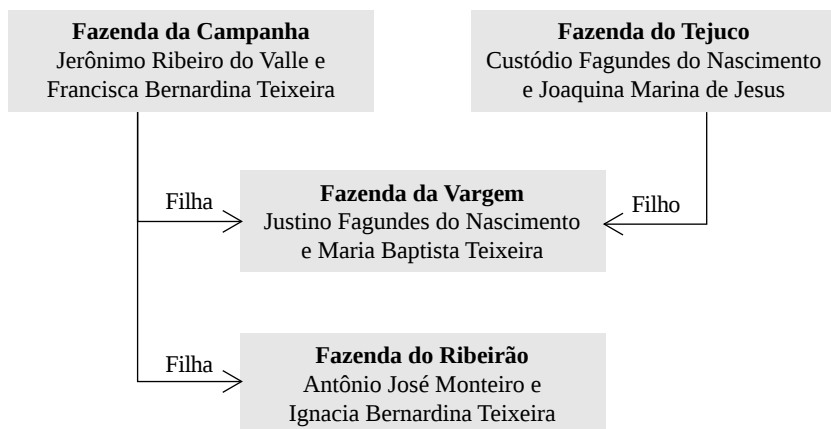 Fazenda da Campanha
Jerônimo Ribeiro do Valle e
Francisca Bernardina Teixeira
Fazenda do Tejuco
Custódio Fagundes do Nascimento
e Joaquina Marina de Jesus
Filha
Fazenda da Vargem
Justino Fagundes do Nascimento
e Maria Baptista Teixeira
Filho
Filha
Fazenda do Ribeirão
Antônio José Monteiro e
Ignacia Bernardina Teixeira